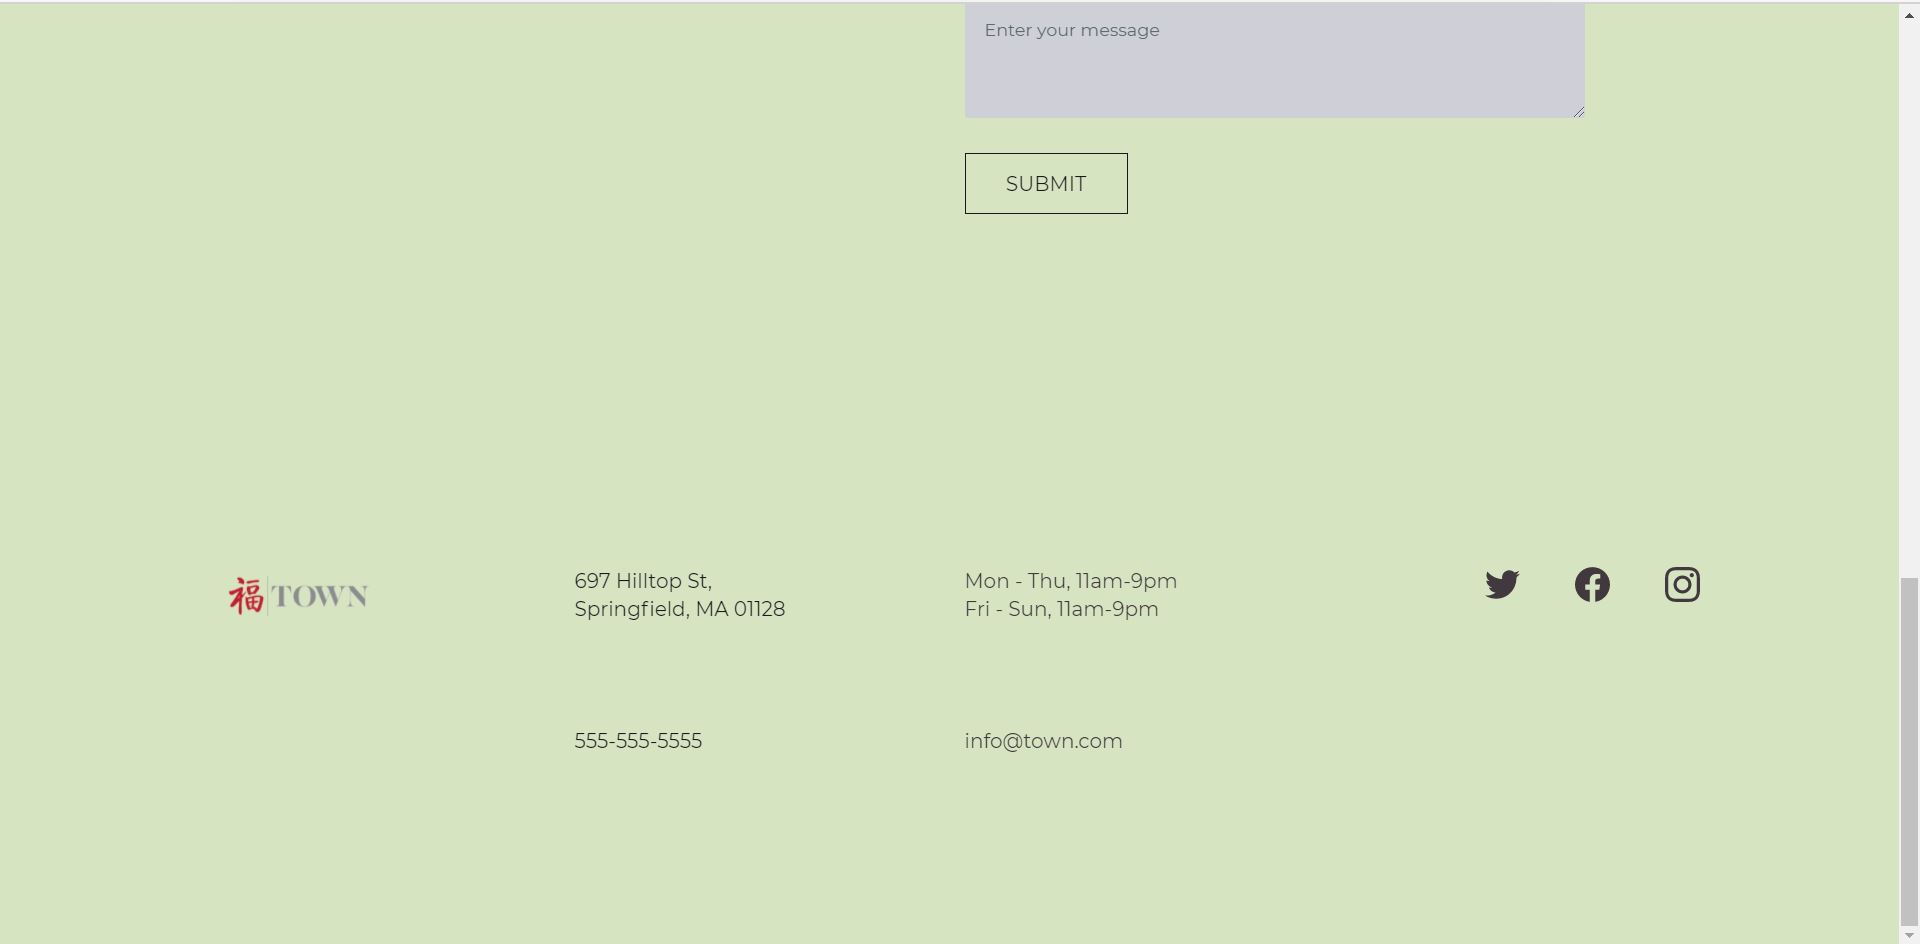 Enter your message
SUBMIT
福 TOWN
697 Hilltop St,
Springfield, MA 01128
Mon - Thu, 11am-9pm
Fri - Sun, 11am-9pm
555-555-5555
info@town.com